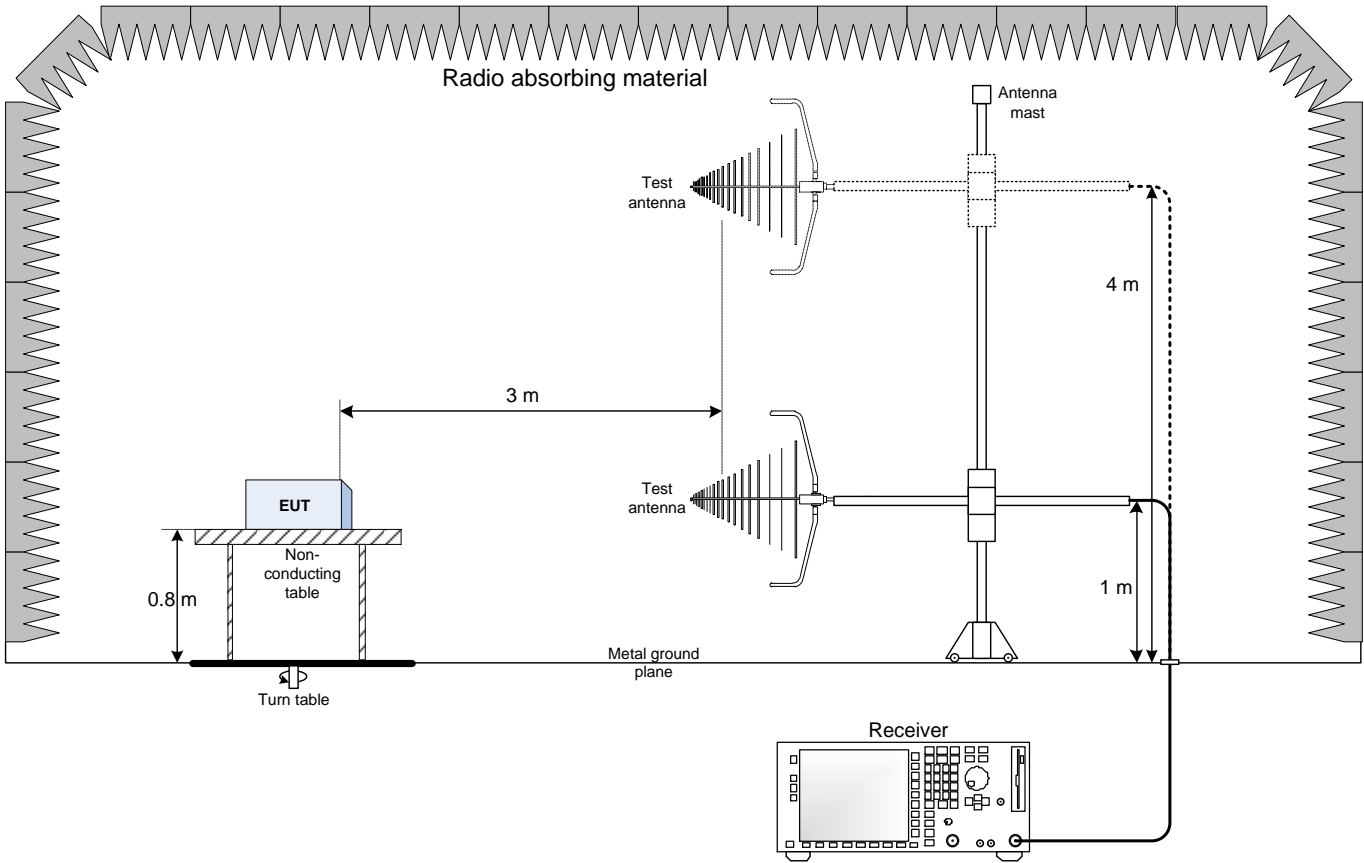 Radio absorbing material
Antenna
mast
Test
antenna
4 m
3 m
Test
antenna
EUT
Non-
conducting
table
0.8 m
1 m
Metal ground
plane
Turn table
Receiver